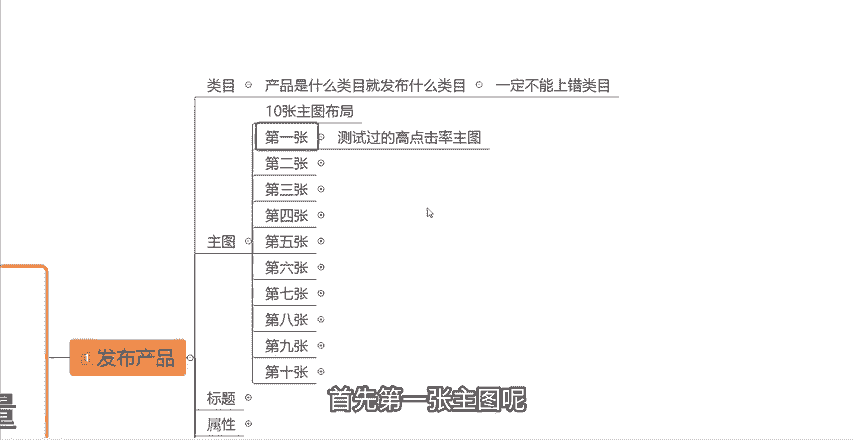 类目 产品是什么类目就发布什么类目 一定不能上错类目
10张主图布局
第一张 测试过的高点击率主图
第二张
第三张
第四张
主图 第五张
第六张
第七张
第八张
第九张
1 发布产品
第十张
标题
首先第一张主图呢
量
属性